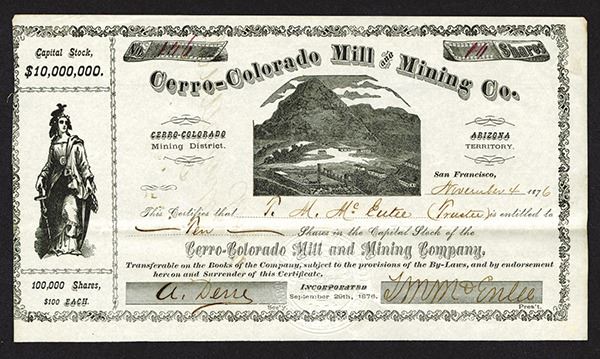 Capital Stock,
$10,000,000.
No. Shares
Cerro-Colorado Mill and Mining Co.
CERRO-COLORADO
Mining District.
ARIZONA
TERRITORY.
San Francisco,
November 4 1876
This Certifies that T. M. McEntee (Trustee) is entitled to
Ten Shares in the Capital Stock of the
Cerro-Colorado Mill and Mining Company,
Transferable on the Books of the Company, subject to the provisions of the By-Laws, and by endorsement
hereon and Surrender of this Certificate.
100,000 Shares,
$100 EACH.
INCORPORATED
September 29th, 1876.
Sec. Pres't.